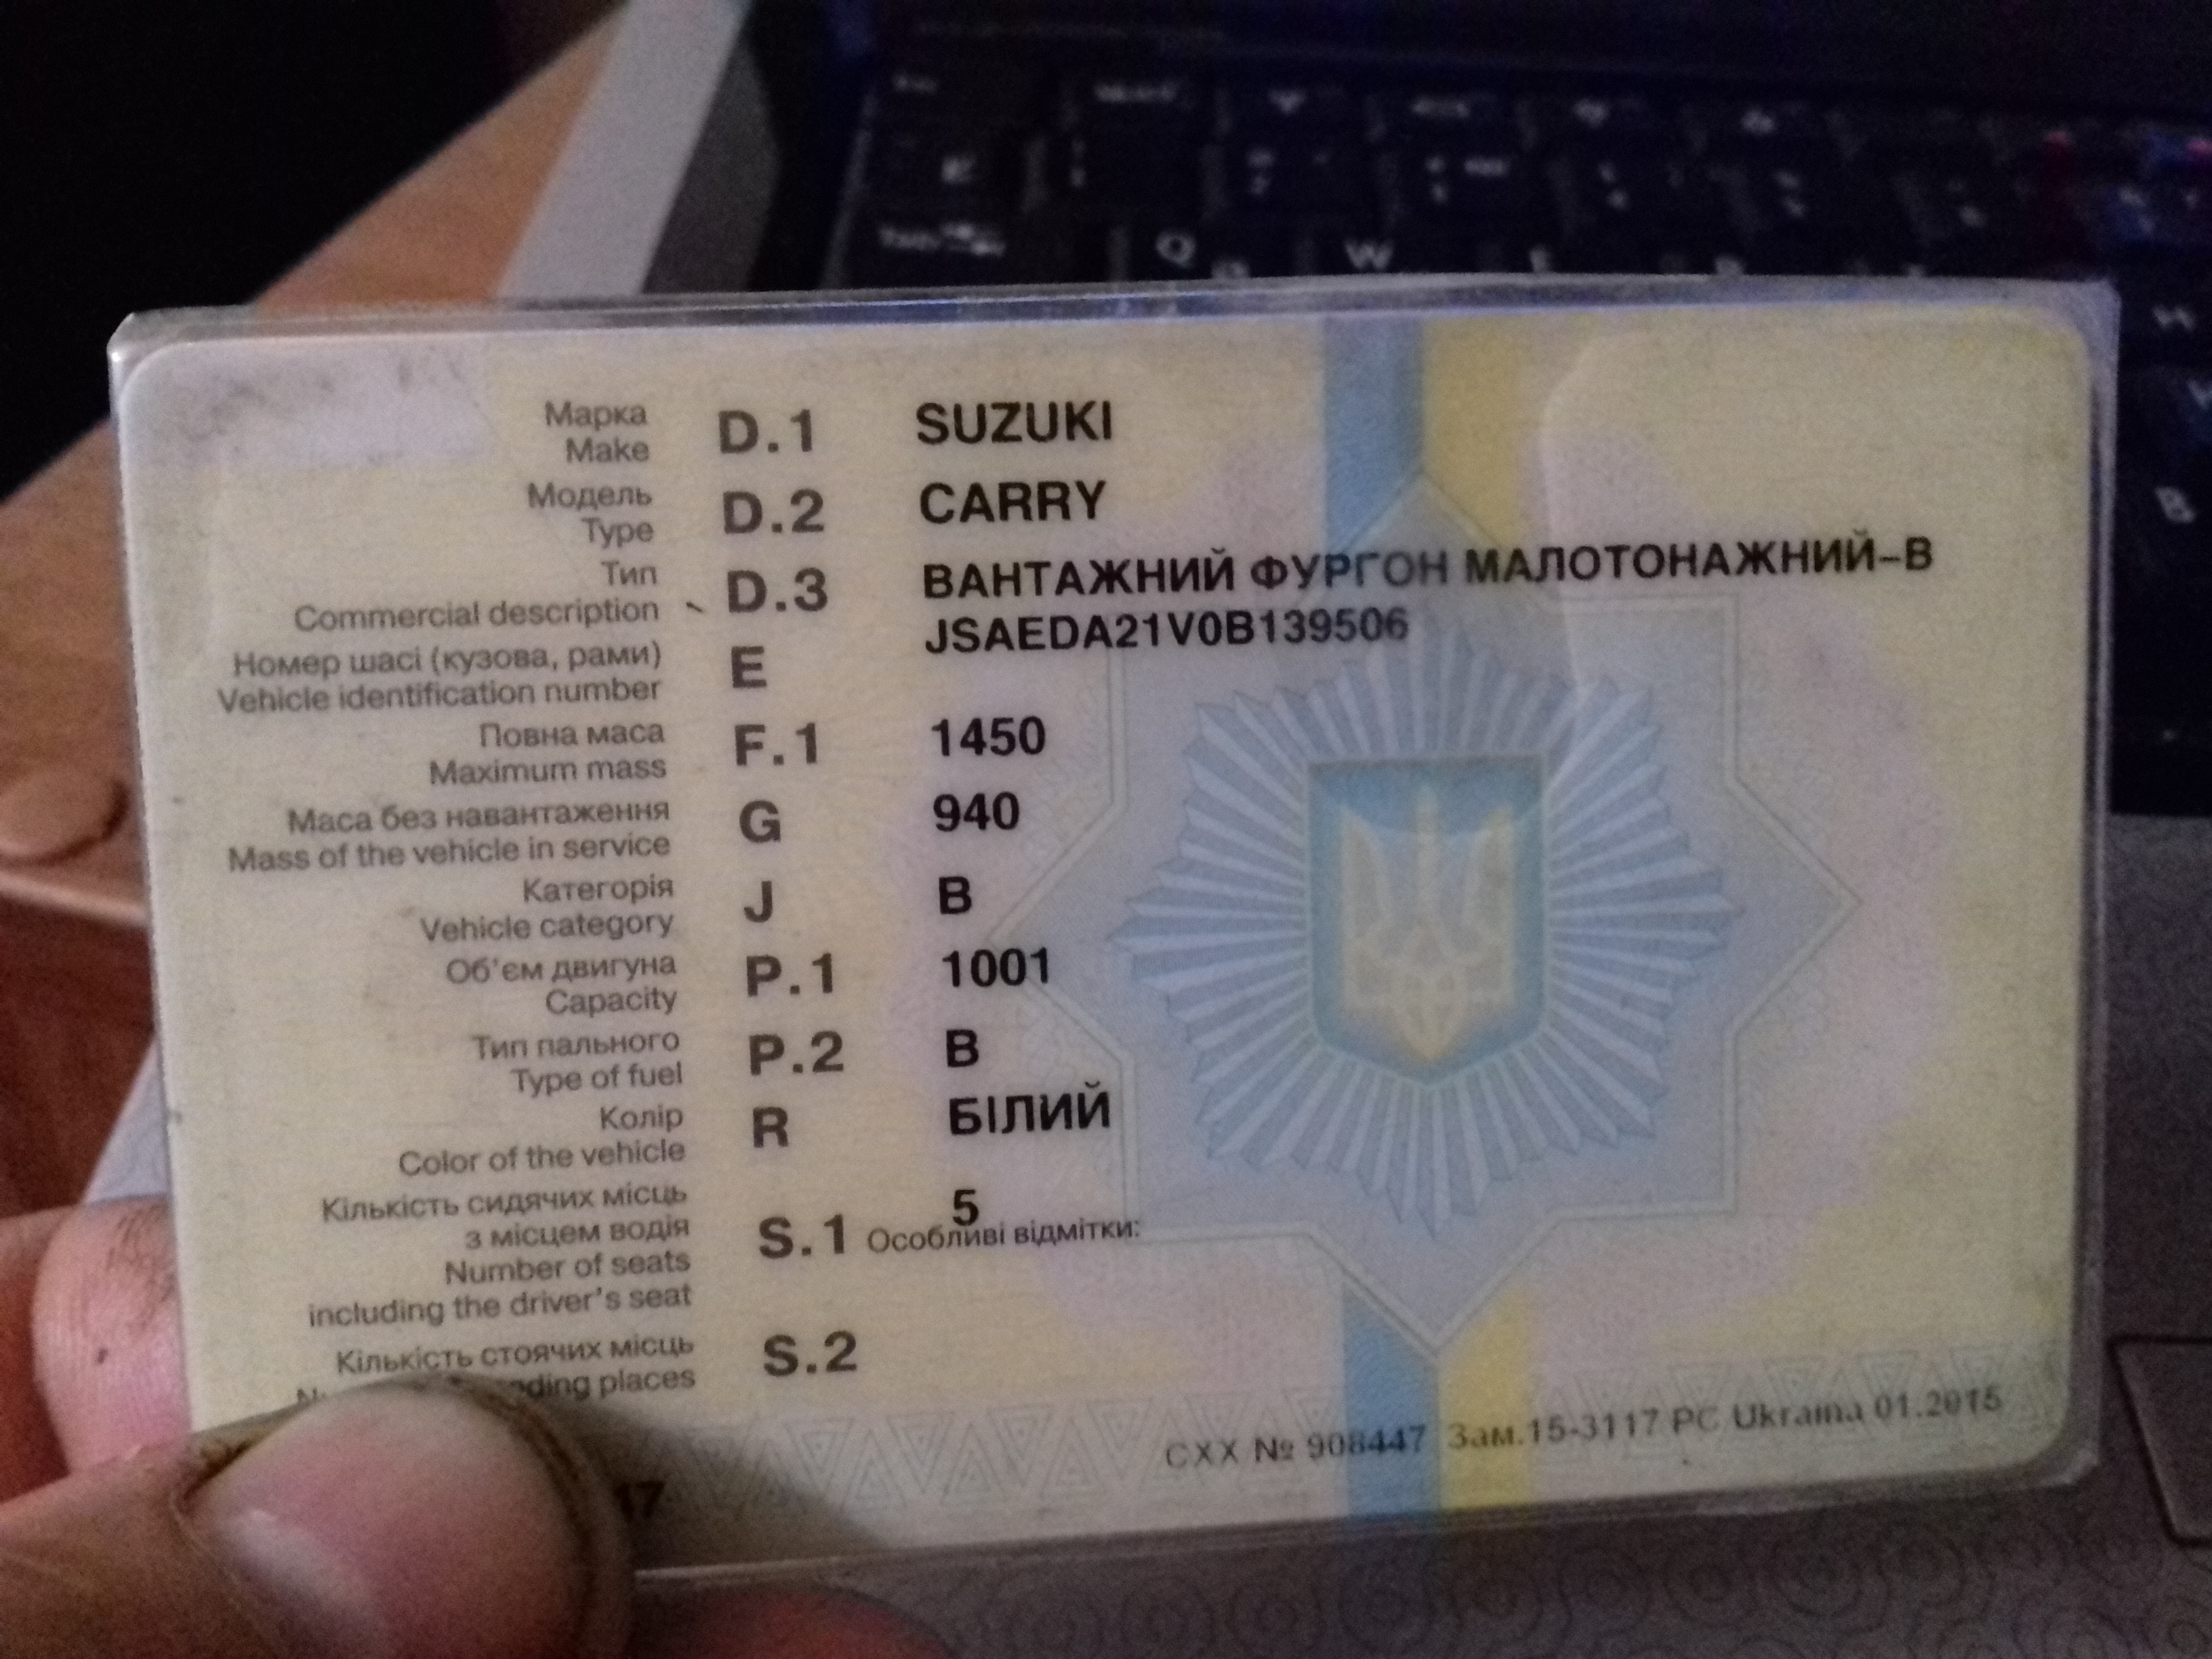 Марка
Make D.1 SUZUKI
Модель
Type D.2 CARRY
Тип
Commercial description D.3 ВАНТАЖНИЙ ФУРГОН МАЛОТОНАЖНИЙ-В
JSAEDA21V0B139506
Номер шасі (кузова, рами)
Vehicle identification number E
Повна маса
Maximum mass F.1 1450
Маса без навантаження
Mass of the vehicle in service G 940
Категорія
Vehicle category J B
Об'єм двигуна
Capacity P.1 1001
Тип пального
Type of fuel P.2 B
Колір
Color of the vehicle R БІЛИЙ
Кількість сидячих місць
з місцем водія
Number of seats
including the driver's seat S.1 5
Особливі відмітки:
Кількість стоячих місць
places S.2
СХХ № 908447 Зам.15-3117 PC Ukraina 01.2015
Q W